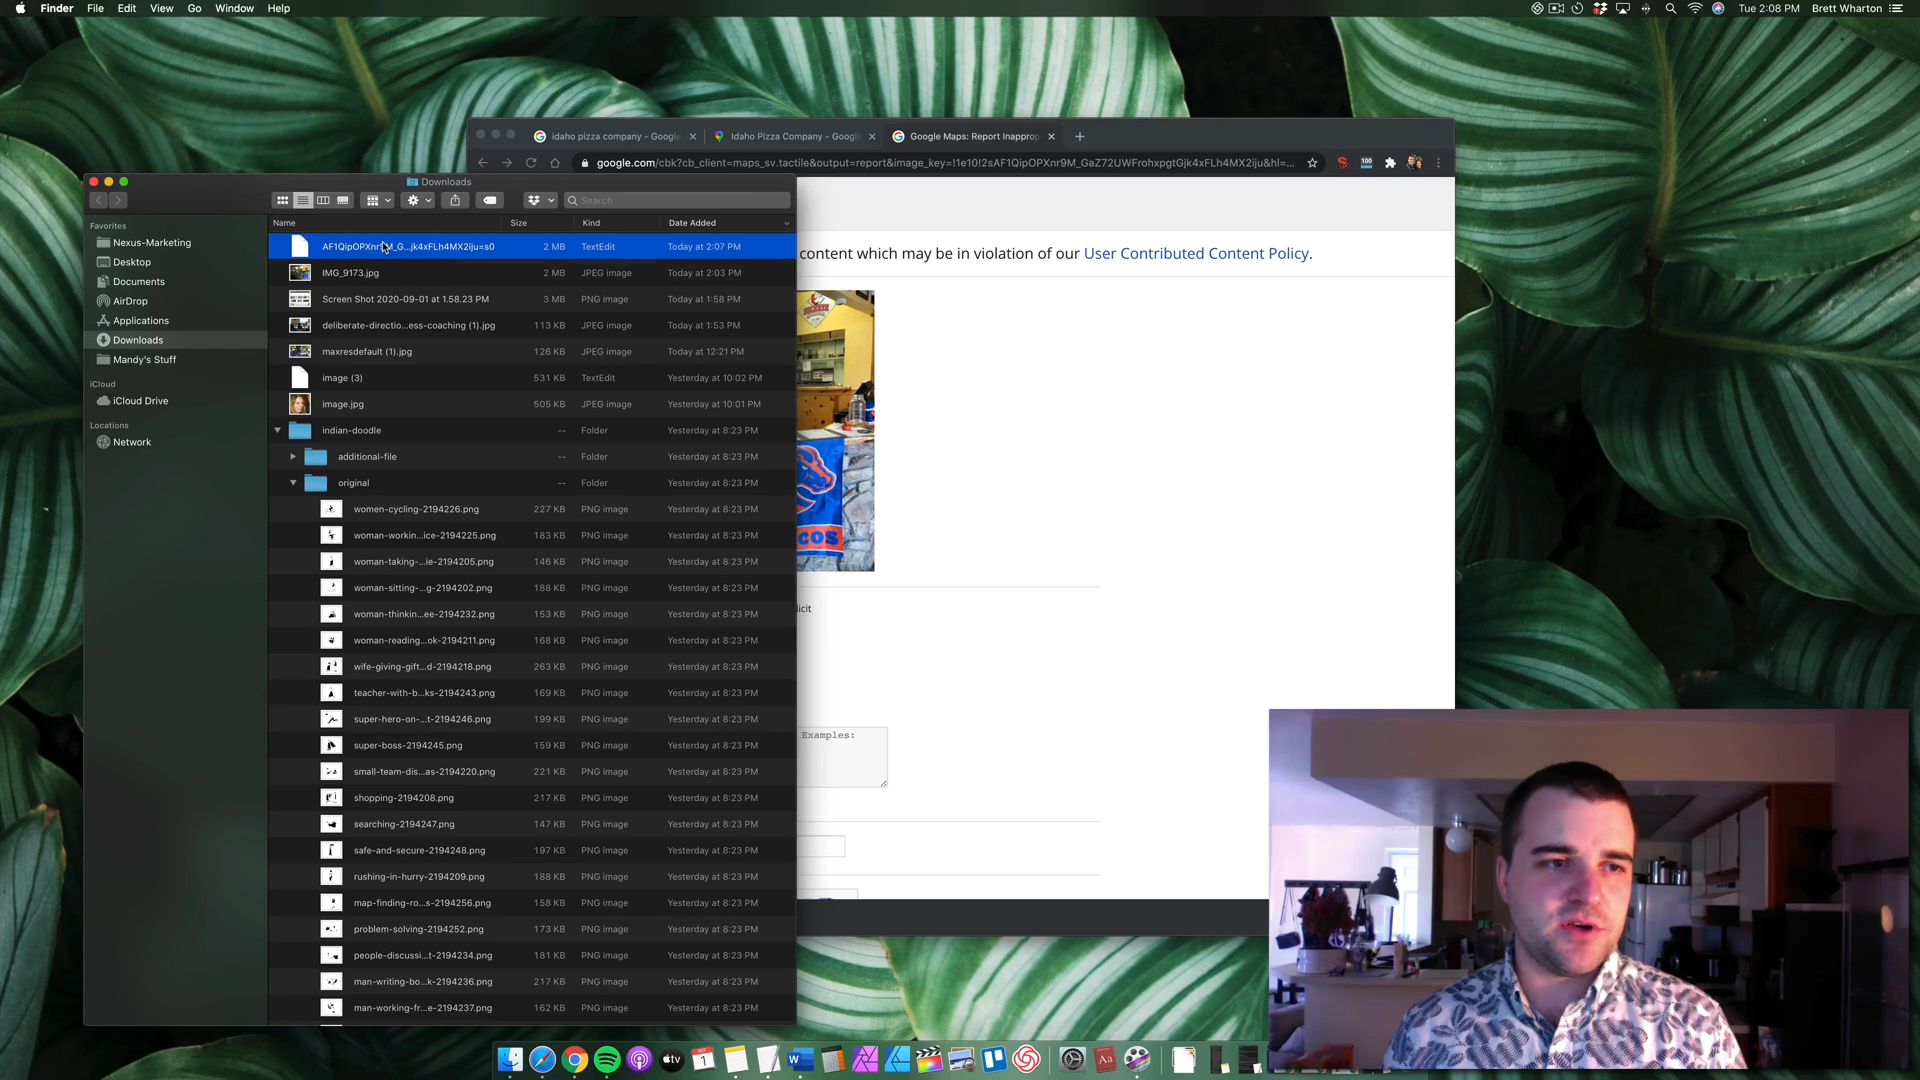 Finder File Edit View Go Window Help Tue 2:08 PM Brett Wharton
idaho pizza company - Google Idaho Pizza Company - Google Google Maps: Report Inapprop
google.com/cbk?cb_client=maps_sv.tactile&output=report&image_key=!1e10!2sAF1QipOPXnr9M_GaZ72UWFrohxpgtGjk4xFLh4MX2iju&hl=...
100
Downloads
Search
Favorites
Nexus-Marketing
Desktop
Documents
AirDrop
Applications
Downloads
Mandy's Stuff
iCloud
iCloud Drive
Locations
Network
Name Size Kind Date Added
AF1QipOPXnr9M_G...jk4xFLh4MX2iju=s0 2 MB TextEdit Today at 2:07 PM
IMG_9173.jpg 2 MB JPEG image Today at 2:03 PM
Screen Shot 2020-09-01 at 1.58.23 PM 3 MB PNG image Today at 1:58 PM
deliberate-directio...ess-coaching (1).jpg 113 KB JPEG image Today at 1:53 PM
maxresdefault (1).jpg 126 KB JPEG image Today at 12:21 PM
image (3) 531 KB TextEdit Yesterday at 10:02 PM
image.jpg 505 KB JPEG image Yesterday at 10:01 PM
indian-doodle -- Folder Yesterday at 8:23 PM
additional-file -- Folder Yesterday at 8:23 PM
original -- Folder Yesterday at 8:23 PM
women-cycling-2194226.png 227 KB PNG image Yesterday at 8:23 PM
woman-workin...ice-2194225.png 183 KB PNG image Yesterday at 8:23 PM
woman-taking-...ie-2194205.png 146 KB PNG image Yesterday at 8:23 PM
woman-sitting-...g-2194202.png 188 KB PNG image Yesterday at 8:23 PM
woman-thinkin...ee-2194232.png 153 KB PNG image Yesterday at 8:23 PM
woman-reading...ok-2194211.png 168 KB PNG image Yesterday at 8:23 PM
wife-giving-gift...d-2194218.png 263 KB PNG image Yesterday at 8:23 PM
teacher-with-b...ks-2194243.png 169 KB PNG image Yesterday at 8:23 PM
super-hero-on-...t-2194246.png 199 KB PNG image Yesterday at 8:23 PM
super-boss-2194245.png 159 KB PNG image Yesterday at 8:23 PM
small-team-dis...as-2194220.png 221 KB PNG image Yesterday at 8:23 PM
shopping-2194208.png 217 KB PNG image Yesterday at 8:23 PM
searching-2194247.png 147 KB PNG image Yesterday at 8:23 PM
safe-and-secure-2194248.png 197 KB PNG image Yesterday at 8:23 PM
rushing-in-hurry-2194209.png 188 KB PNG image Yesterday at 8:23 PM
map-finding-ro...s-2194256.png 158 KB PNG image Yesterday at 8:23 PM
problem-solving-2194252.png 173 KB PNG image Yesterday at 8:23 PM
people-discussi...t-2194234.png 181 KB PNG image Yesterday at 8:23 PM
man-writing-bo...k-2194236.png 217 KB PNG image Yesterday at 8:23 PM
man-working-fr...e-2194237.png 162 KB PNG image Yesterday at 8:23 PM
content which may be in violation of our User Contributed Content Policy.
COS
licit
Examples:
tv
1
W
Aa